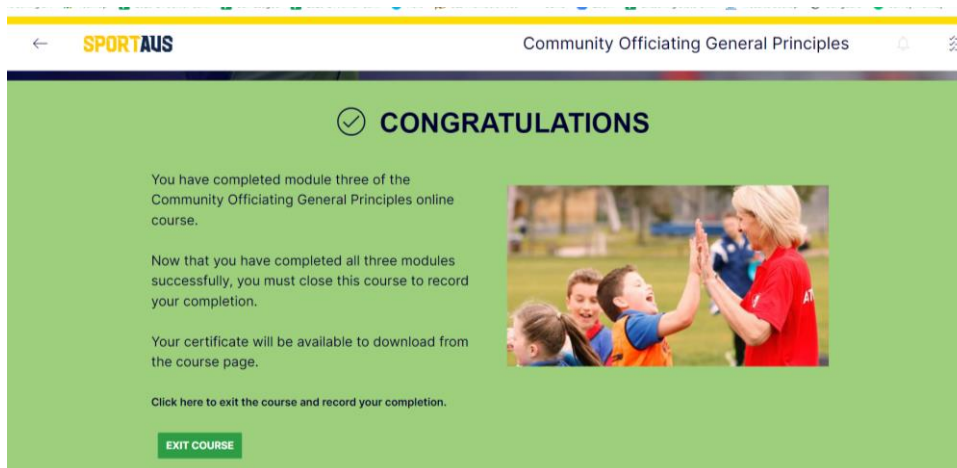 SPORTAUS
Community Officiating General Principles
CONGRATULATIONS
You have completed module three of the
Community Officiating General Principles online
course.
Now that you have completed all three modules
successfully, you must close this course to record
your completion.
Your certificate will be available to download from
the course page.
Click here to exit the course and record your completion.
EXIT COURSE